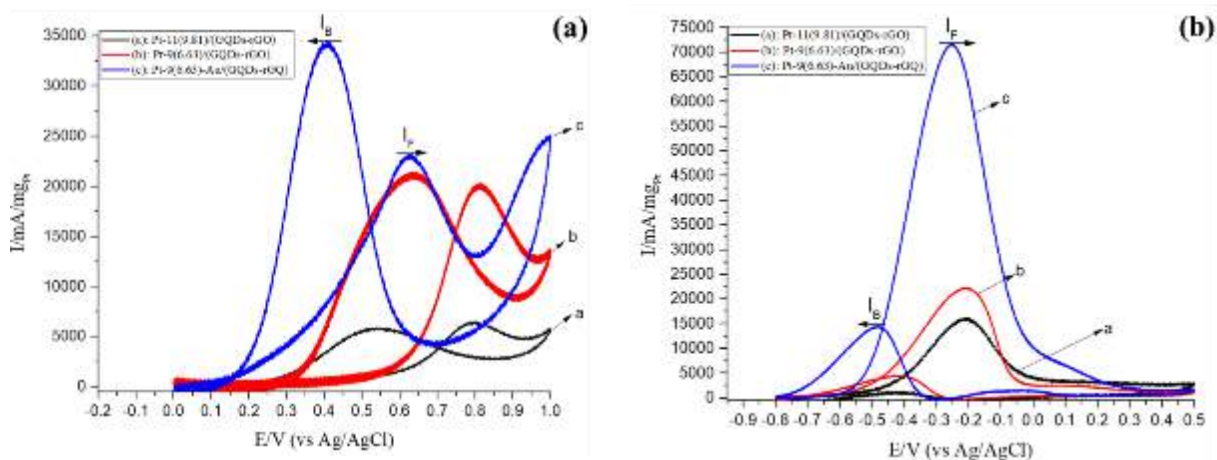 (a)
(a): Pt-11(9.81)/(GQDs-rGO)
(b): Pt-9(6.63)/(GQDs-rGO)
(c): Pt-9(6.63)-Au/(GQDs-rGQ)
I_B
I_F
c
b
a
35000
30000
25000
20000
15000
10000
5000
0
I/mA/mg_Pt
-0.2 -0.1 0.0 0.1 0.2 0.3 0.4 0.5 0.6 0.7 0.8 0.9 1.0
E/V (vs Ag/AgCl)
(b)
(a): Pt-11(9.81)/(GQDs-rGO)
(b): Pt-9(6.63)/(GQDs-rGO)
(c): Pt-9(6.63)-Au/(GQDs-rGO)
I_F
c
b
I_B
a
75000
70000
65000
60000
55000
50000
45000
40000
35000
30000
25000
20000
15000
10000
5000
0
I/mA/mg_Pt
-0.9 -0.8 -0.7 -0.6 -0.5 -0.4 -0.3 -0.2 -0.1 0.0 0.1 0.2 0.3 0.4 0.5
E/V (vs Ag/AgCl)